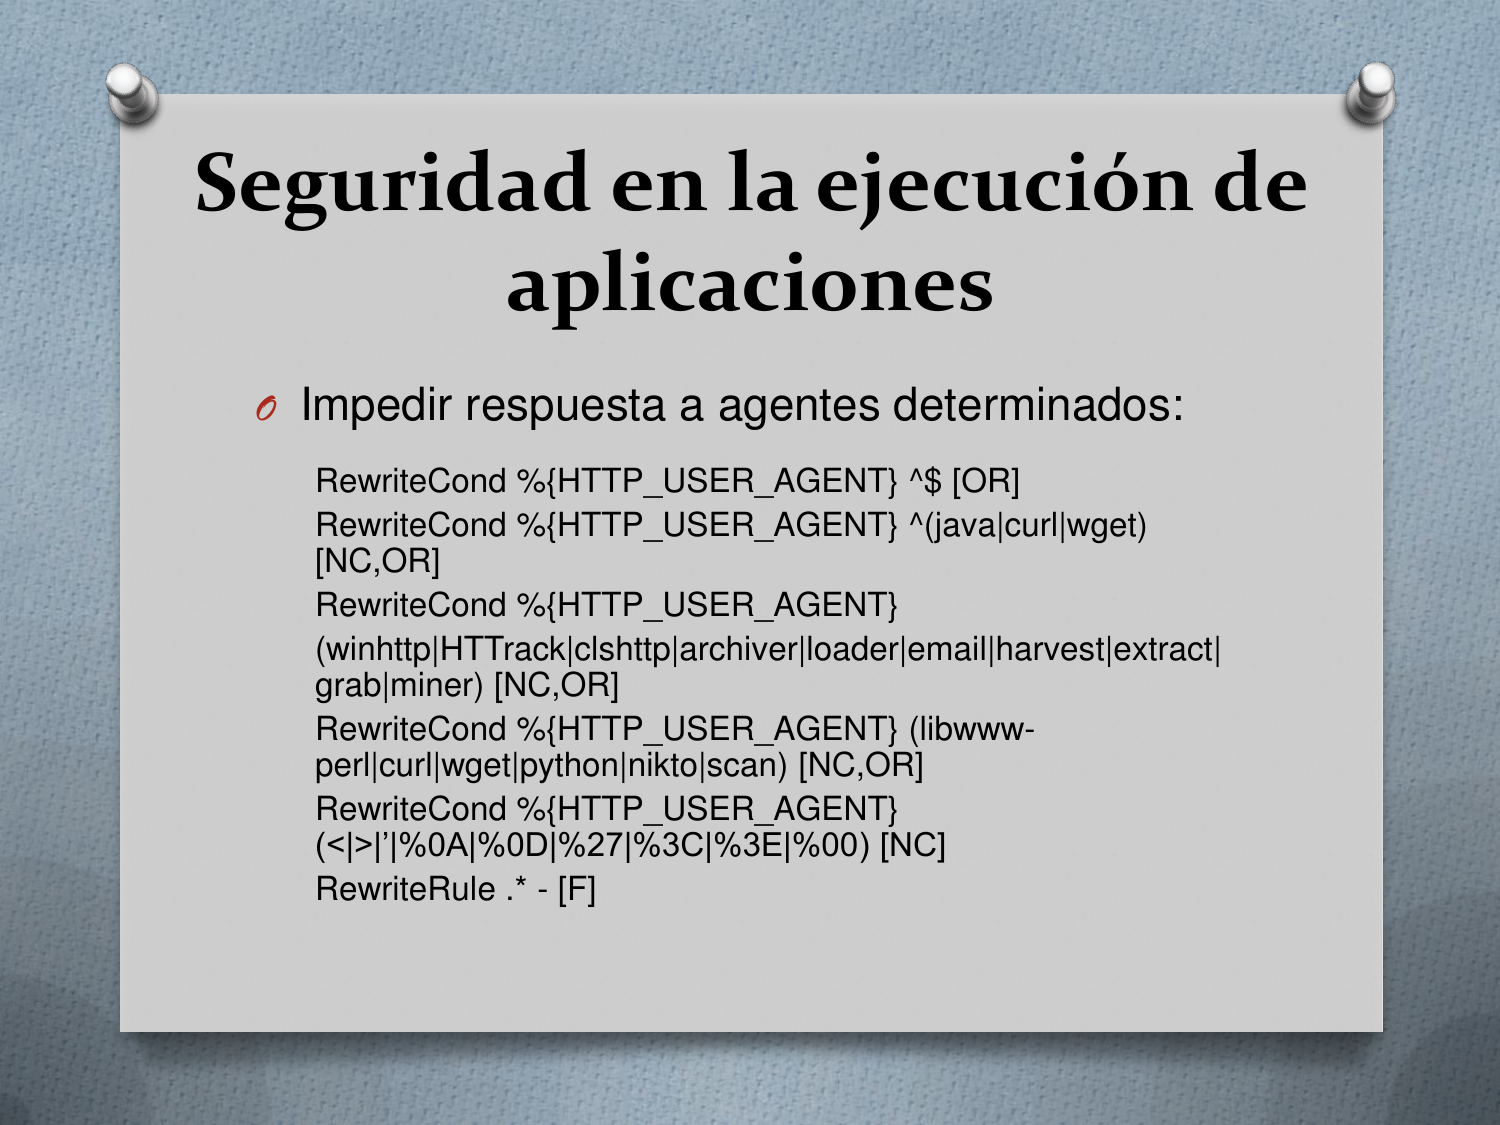 Seguridad en la ejecución de
aplicaciones
Impedir respuesta a agentes determinados:
RewriteCond %{HTTP_USER_AGENT} ^$ [OR]
RewriteCond %{HTTP_USER_AGENT} ^(java|curl|wget)
[NC,OR]
RewriteCond %{HTTP_USER_AGENT}
(winhttp|HTTrack|clshttp|archiver|loader|email|harvest|extract|
grab|miner) [NC,OR]
RewriteCond %{HTTP_USER_AGENT} (libwww-
perl|curl|wget|python|nikto|scan) [NC,OR]
RewriteCond %{HTTP_USER_AGENT}
(<|>|’|%0A|%0D|%27|%3C|%3E|%00) [NC]
RewriteRule .* - [F]